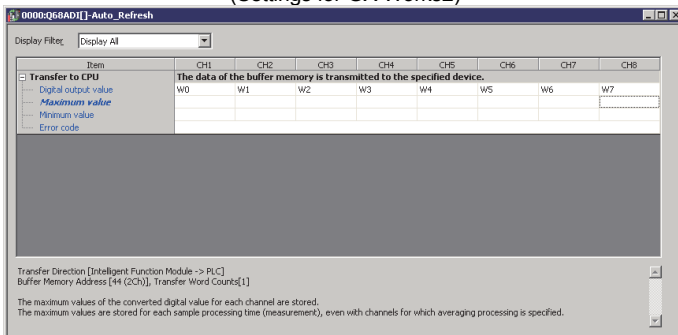 (Settings for GX Works2)
0000:Q68ADI[]-Auto_Refresh
Display Filter Display All
Item CH1 CH2 CH3 CH4 CH5 CH6 CH7 CH8
Transfer to CPU The data of the buffer memory is transmitted to the specified device.
Digital output value W0 W1 W2 W3 W4 W5 W6 W7
Maximum value
Minimum value
Error code
Transfer Direction [Intelligent Function Module -> PLC]
Buffer Memory Address [44 (2Ch)], Transfer Word Counts[1]
The maximum values of the converted digital value for each channel are stored.
The maximum values are stored for each sample processing time (measurement), even with channels for which averaging processing is specified.